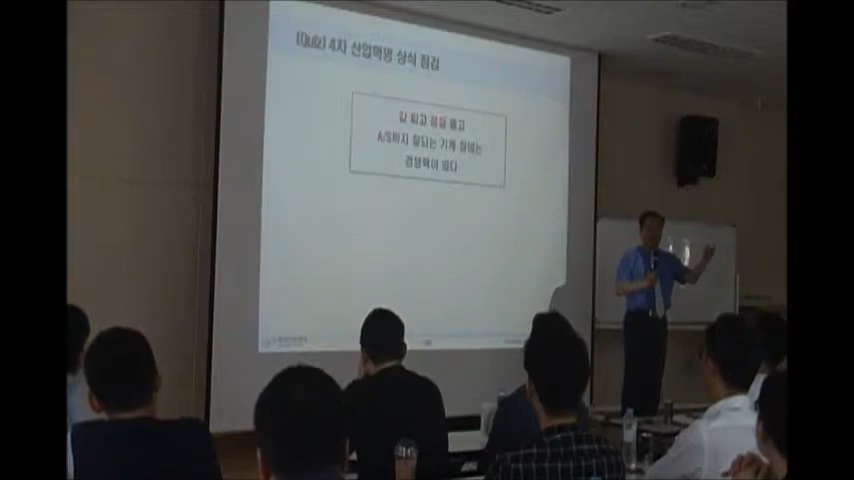 [Quiz] 4차 산업혁명 상식 점검
값 싸고 품질 좋고
A/S까지 잘되는 기계 장비는
경쟁력이 있다